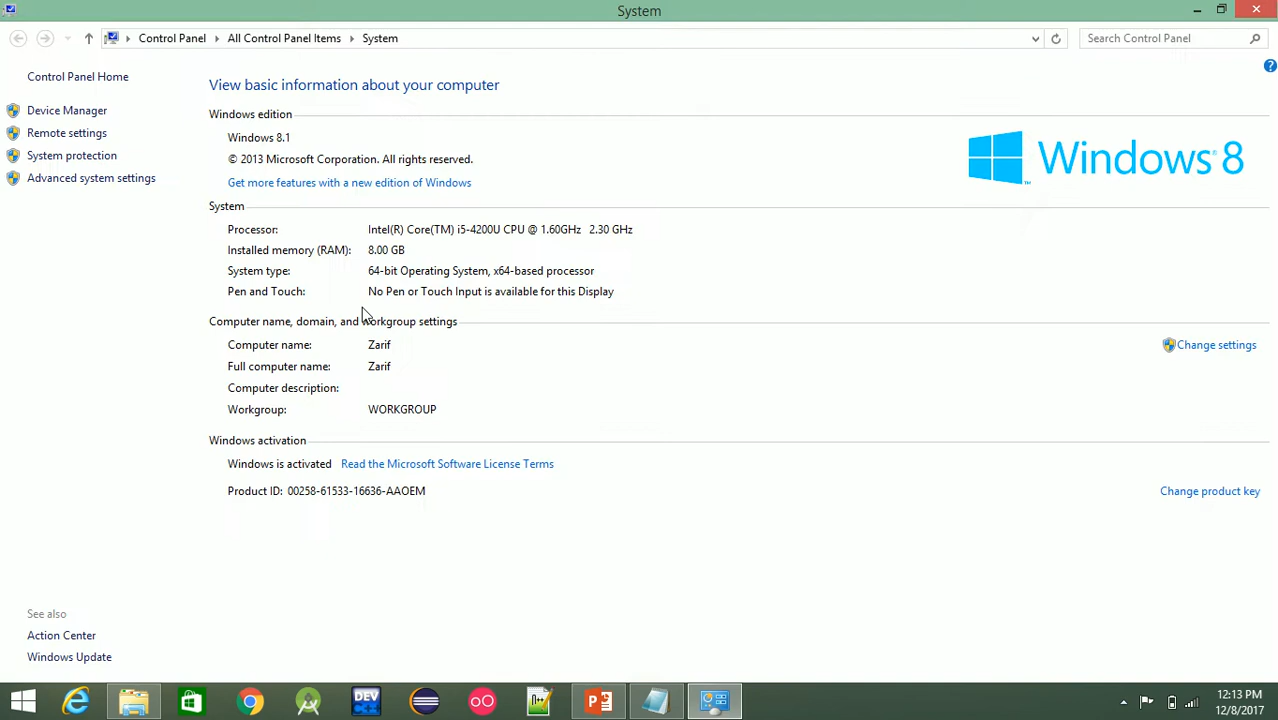 System
Control Panel All Control Panel Items System Search Control Panel
Control Panel Home
Device Manager
Remote settings
System protection
Advanced system settings
View basic information about your computer
Windows edition
Windows 8.1
© 2013 Microsoft Corporation. All rights reserved.
Get more features with a new edition of Windows
Windows® 8
System
Processor: Intel(R) Core(TM) i5-4200U CPU @ 1.60GHz 2.30 GHz
Installed memory (RAM): 8.00 GB
System type: 64-bit Operating System, x64-based processor
Pen and Touch: No Pen or Touch Input is available for this Display
Computer name, domain, and workgroup settings
Computer name: Zarif Change settings
Full computer name: Zarif
Computer description:
Workgroup: WORKGROUP
Windows activation
Windows is activated Read the Microsoft Software License Terms
Product ID: 00258-61533-16636-AAOEM Change product key
See also
Action Center
Windows Update
DEV
12:13 PM
12/8/2017